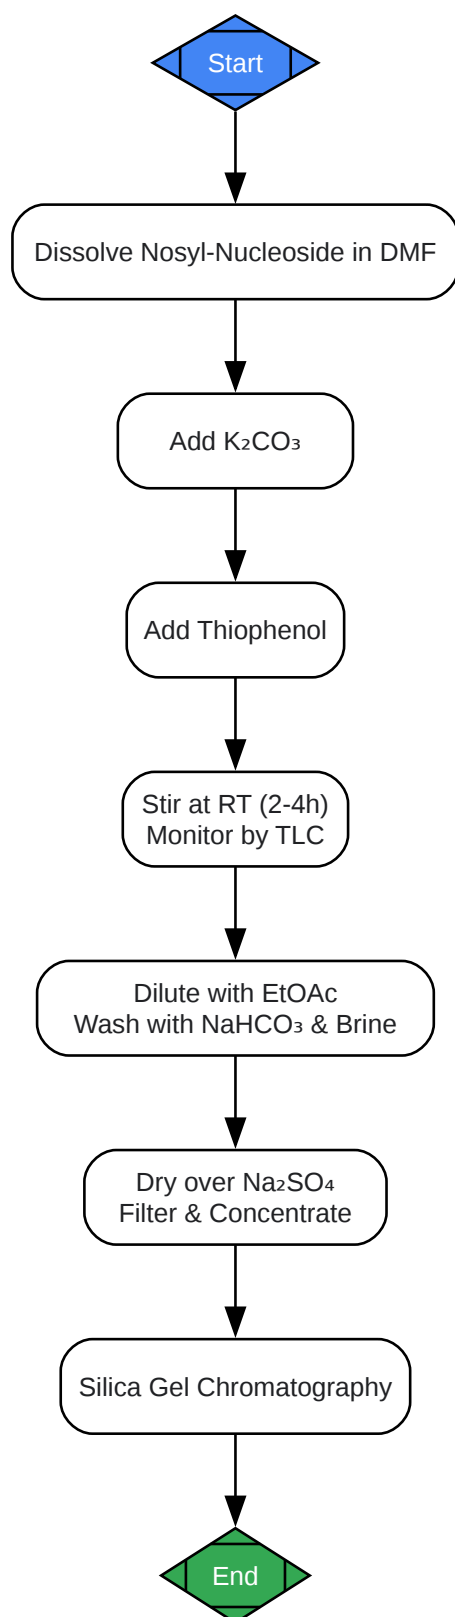 Start
Dissolve Nosyl-Nucleoside in DMF
Add K₂CO₃
Add Thiophenol
Stir at RT (2-4h)
Monitor by TLC
Dilute with EtOAc
Wash with NaHCO₃ & Brine
Dry over Na₂SO₄
Filter & Concentrate
Silica Gel Chromatography
End